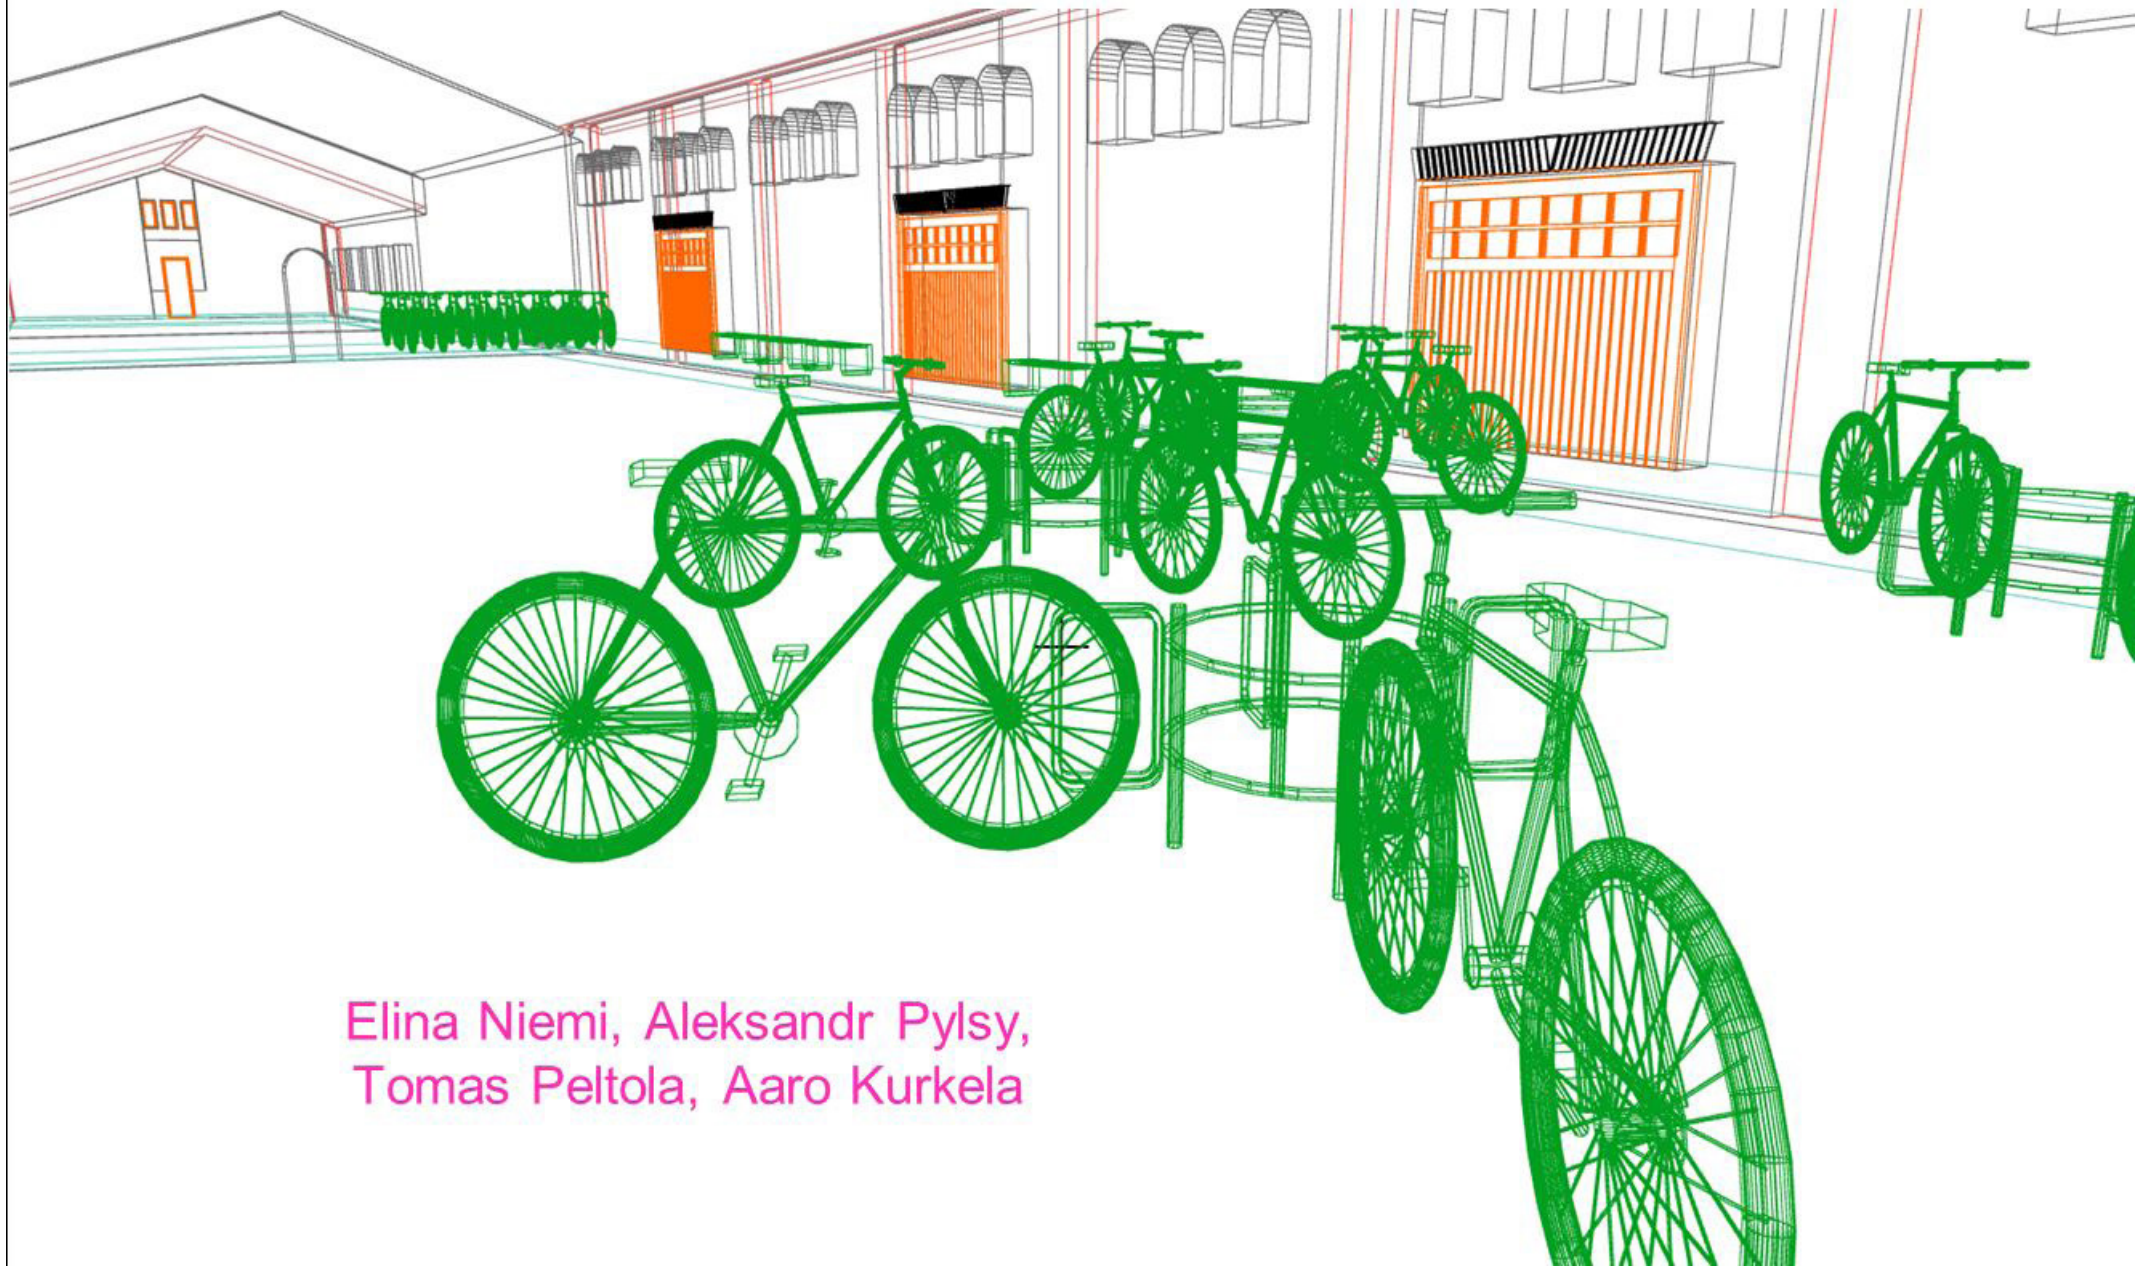 Elina Niemi, Aleksandr Pylsy,
Tomas Peltola, Aaro Kurkela